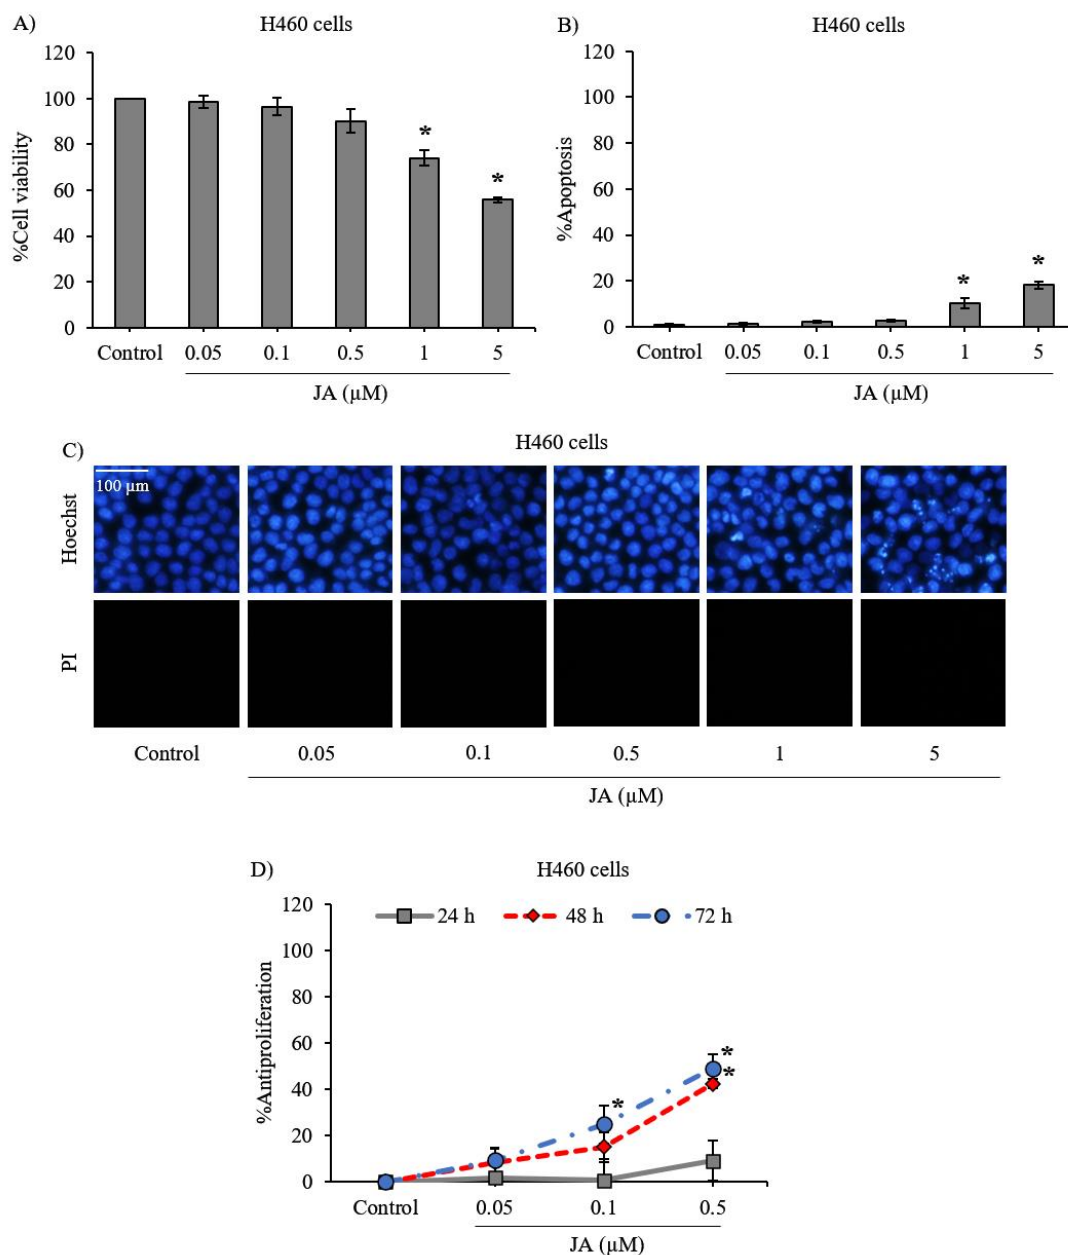 A)
H460 cells
%Cell viability
120
100
80
60
40
20
0
*
*
Control 0.05 0.1 0.5 1 5
JA (µM)
B)
H460 cells
%Apoptosis
120
100
80
60
40
20
0
*
*
Control 0.05 0.1 0.5 1 5
JA (µM)
C)
H460 cells
Hoechst
100 µm
PI
Control 0.05 0.1 0.5 1 5
JA (µM)
D)
H460 cells
24 h 48 h 72 h
%Antiproliferation
120
100
80
60
40
20
0
*
*
*
Control 0.05 0.1 0.5
JA (µM)